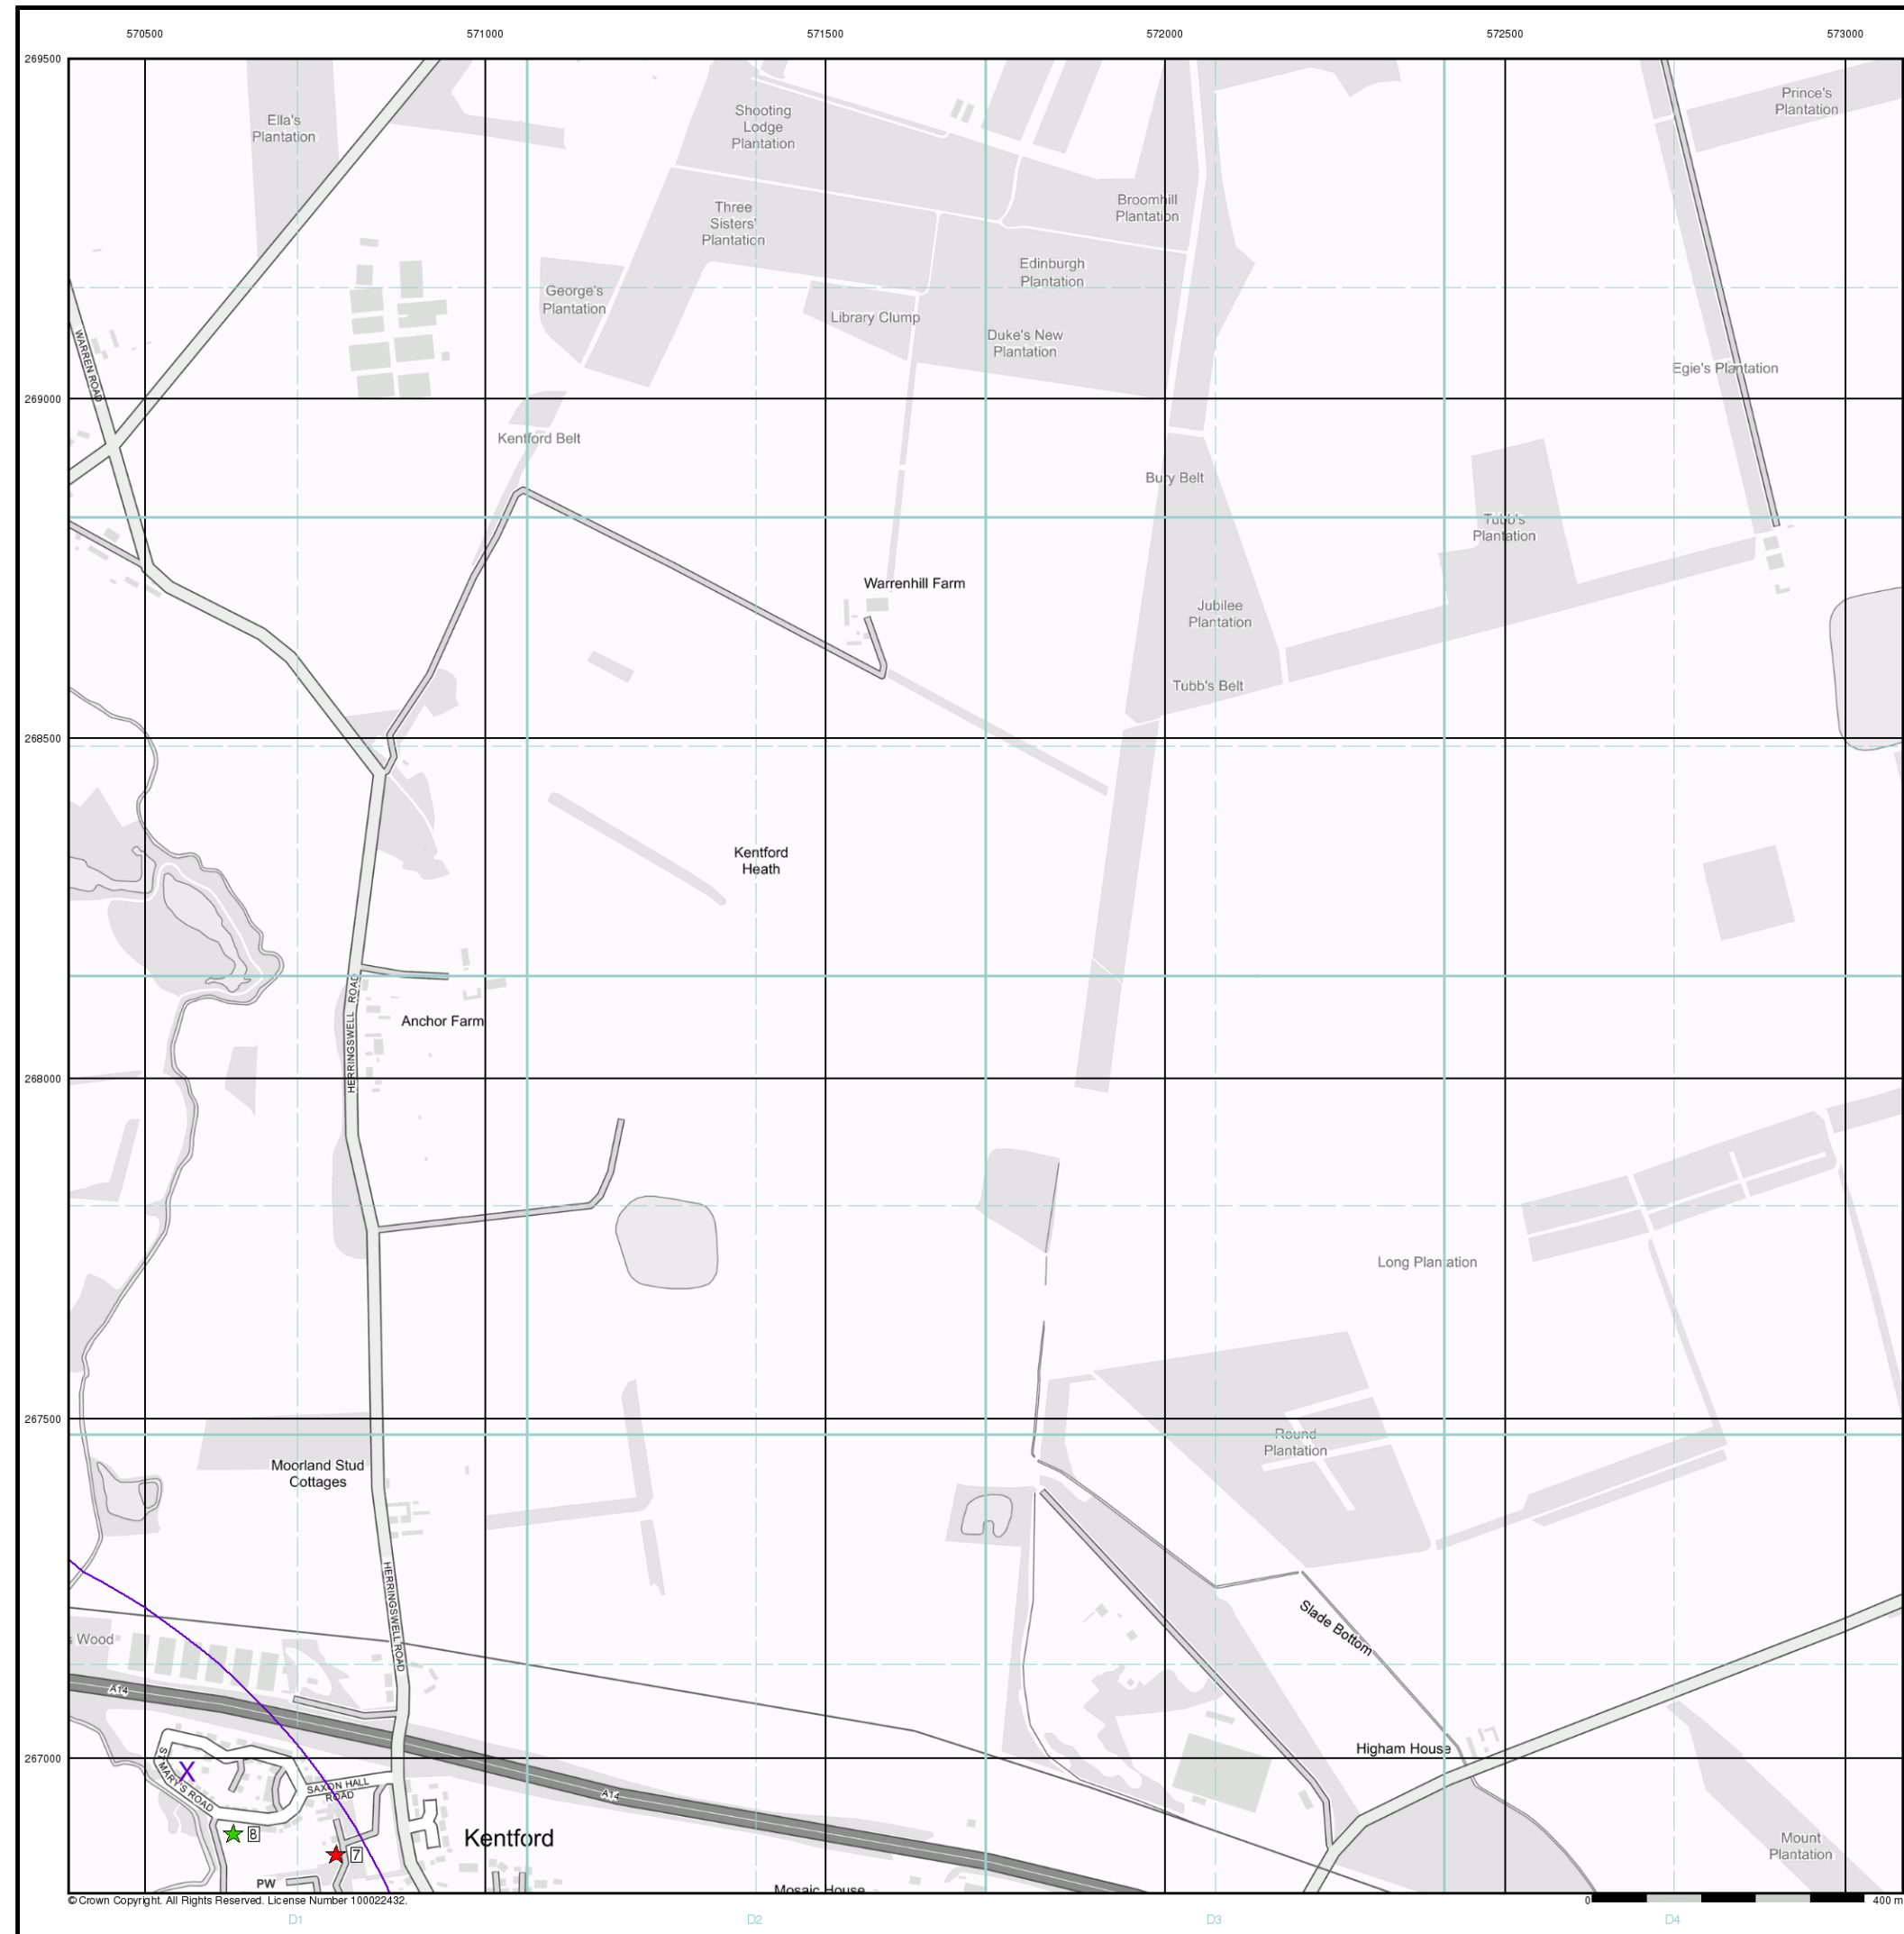 570500 571000 571500 572000 572500 573000
269500
Prince's
Plantation
Shooting
Lodge
Plantation
Ella's
Plantation
Broomhill
Plantation
Three
Sisters'
Plantation
Edinburgh
Plantation
George's
Plantation
Library Clump
Duke's New
Plantation
WARREN ROAD
Egie's Plantation
269000
Kentford Belt
Bury Belt
Tubb's
Plantation
Warrenhill Farm
Jubilee
Plantation
Tubb's Belt
268500
Kentford
Heath
HERRINGSWELL ROAD
Anchor Farm
268000
Long Plantation
267500
Round
Plantation
Moorland Stud
Cottages
HERRINGSWELL ROAD
Slade Bottom
s Wood
A14
267000
Higham House
X
ST MARY'S ROAD
SAXON HALL
ROAD
A14
8
Kentford
7
Mount
Plantation
PW
Mosaic House
© Crown Copyright. All Rights Reserved. License Number 100022432.
0 400 m
D1 D2 D3 D4